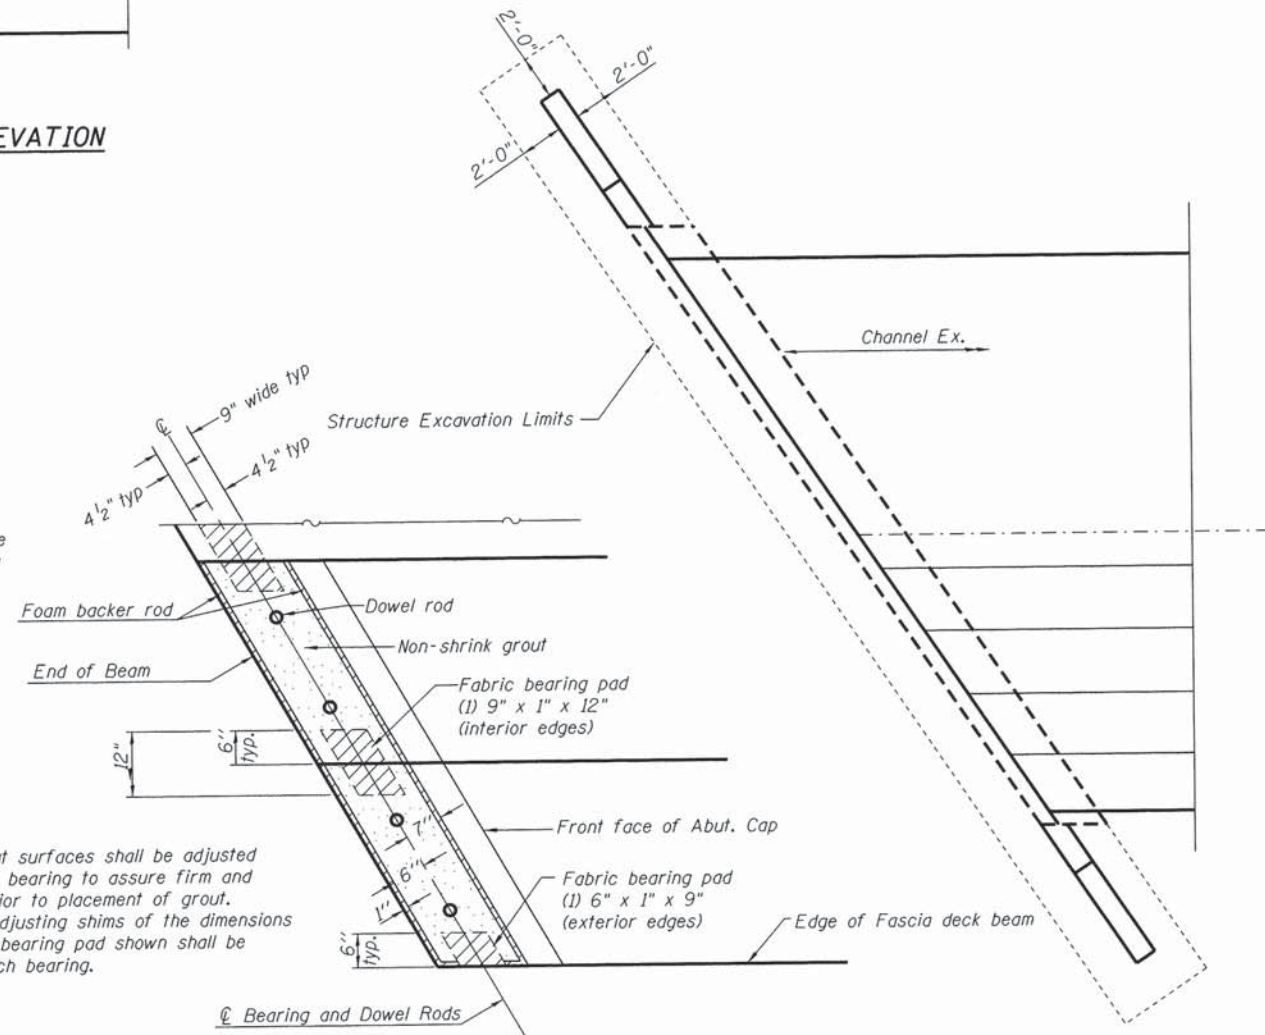 EVATION
2'-0"
2'-0"
2'-0"
Channel Ex.
Structure Excavation Limits
℄
9" wide typ
4½" typ
4½" typ
Foam backer rod
Dowel rod
Non-shrink grout
End of Beam
Fabric bearing pad
(1) 9" x 1" x 12"
(interior edges)
12"
6"
typ.
7"
Front face of Abut. Cap
6"
1"
Fabric bearing pad
(1) 6" x 1" x 9"
(exterior edges)
Edge of Fascia deck beam
6"
typ.
at surfaces shall be adjusted
bearing to assure firm and
ior to placement of grout.
adjusting shims of the dimensions
bearing pad shown shall be
ch bearing.
℄ Bearing and Dowel Rods